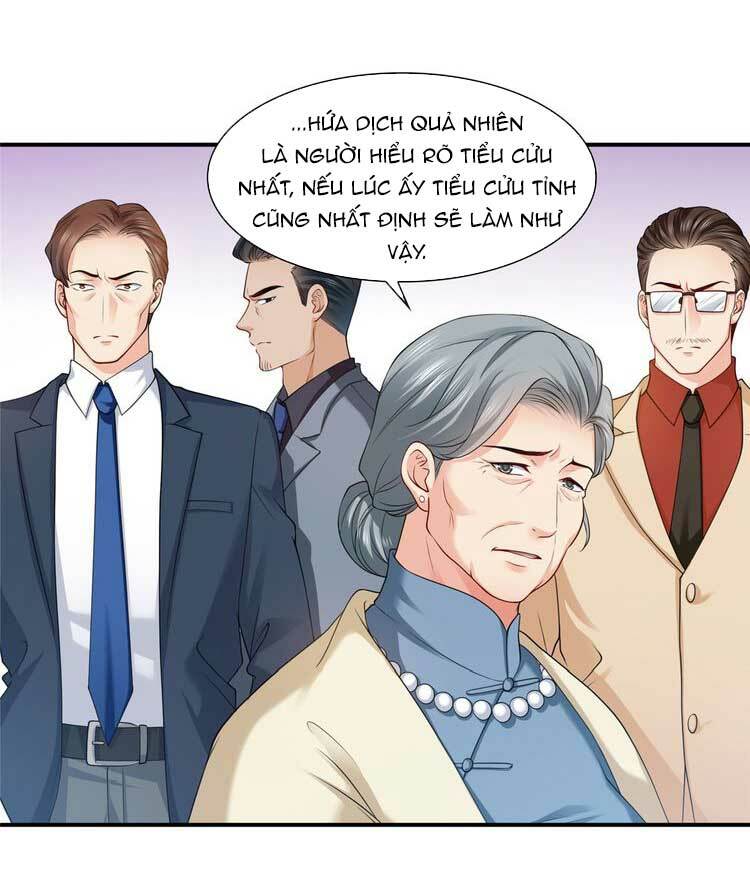 ...HỨA DỊCH QUẢ NHIÊN
LÀ NGƯỜI HIỂU RÕ TIỂU CỬU
NHẤT, NẾU LÚC ẤY TIỂU CỬU TỈNH
CŨNG NHẤT ĐỊNH SẼ LÀM NHƯ
VẬY.